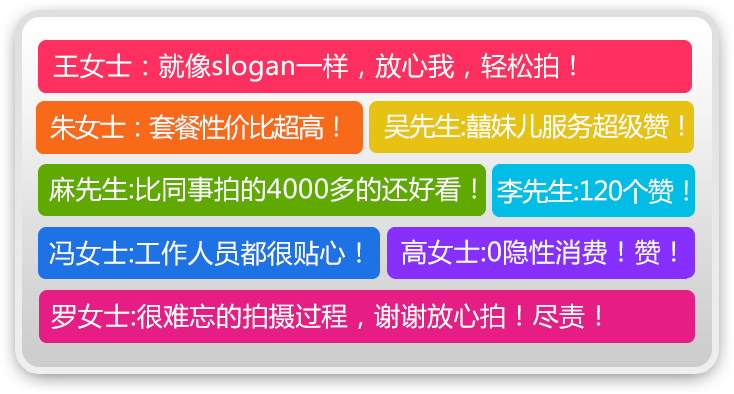 王女士：就像slogan一样，放心我，轻松拍！
朱女士：套餐性价比超高！
吴先生:囍妹儿服务超级赞！
麻先生:比同事拍的4000多的还好看！
李先生:120个赞！
冯女士:工作人员都很贴心！
高女士:0隐性消费！赞！
罗女士:很难忘的拍摄过程，谢谢放心拍！尽责！